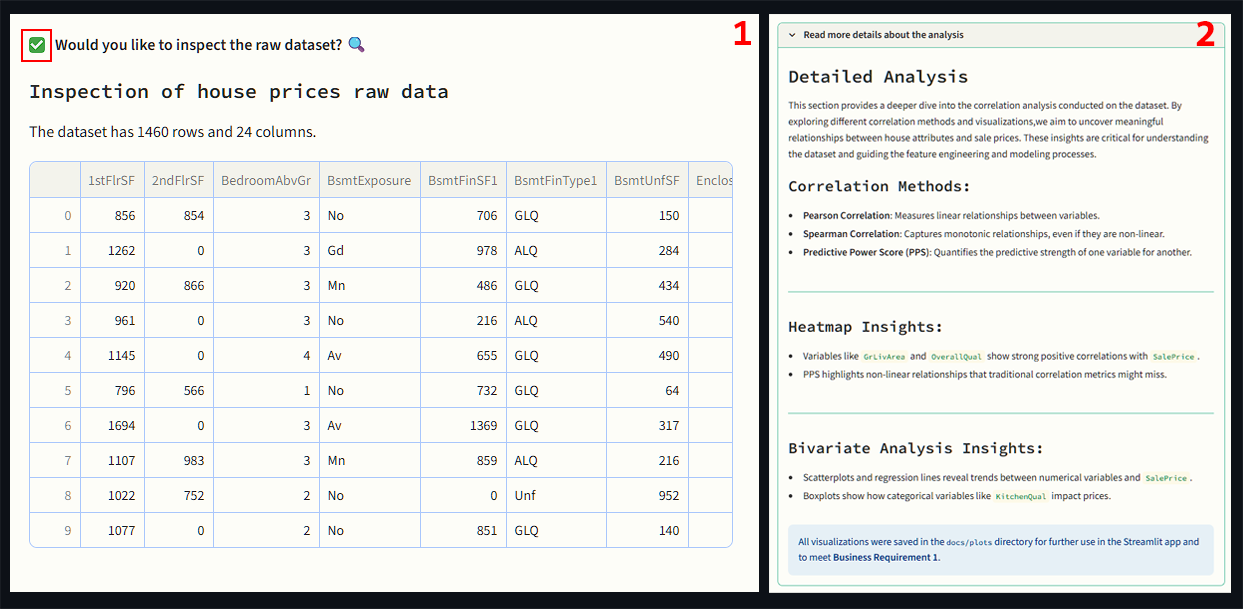 1
Would you like to inspect the raw dataset? 🔍
Inspection of house prices raw data
The dataset has 1460 rows and 24 columns.
1stFlrSF 2ndFlrSF BedroomAbvGr BsmtExposure BsmtFinSF1 BsmtFinType1 BsmtUnfSF Enclos
0 856 854 3 No 706 GLQ 150
1 1262 0 3 Gd 978 ALQ 284
2 920 866 3 Mn 486 GLQ 434
3 961 0 3 No 216 ALQ 540
4 1145 0 4 Av 655 GLQ 490
5 796 566 1 No 732 GLQ 64
6 1694 0 3 Av 1369 GLQ 317
7 1107 983 3 Mn 859 ALQ 216
8 1022 752 2 No 0 Unf 952
9 1077 0 2 No 851 GLQ 140
2
Read more details about the analysis
Detailed Analysis
This section provides a deeper dive into the correlation analysis conducted on the dataset. By
exploring different correlation methods and visualizations,we aim to uncover meaningful
relationships between house attributes and sale prices. These insights are critical for understanding
the dataset and guiding the feature engineering and modeling processes.
Correlation Methods:
• Pearson Correlation: Measures linear relationships between variables.
• Spearman Correlation: Captures monotonic relationships, even if they are non-linear.
• Predictive Power Score (PPS): Quantifies the predictive strength of one variable for another.
Heatmap Insights:
• Variables like GrLivArea and OverallQual show strong positive correlations with SalePrice.
• PPS highlights non-linear relationships that traditional correlation metrics might miss.
Bivariate Analysis Insights:
• Scatterplots and regression lines reveal trends between numerical variables and SalePrice.
• Boxplots show how categorical variables like KitchenQual impact prices.
All visualizations were saved in the docs/plots directory for further use in the Streamlit app and
to meet Business Requirement 1.